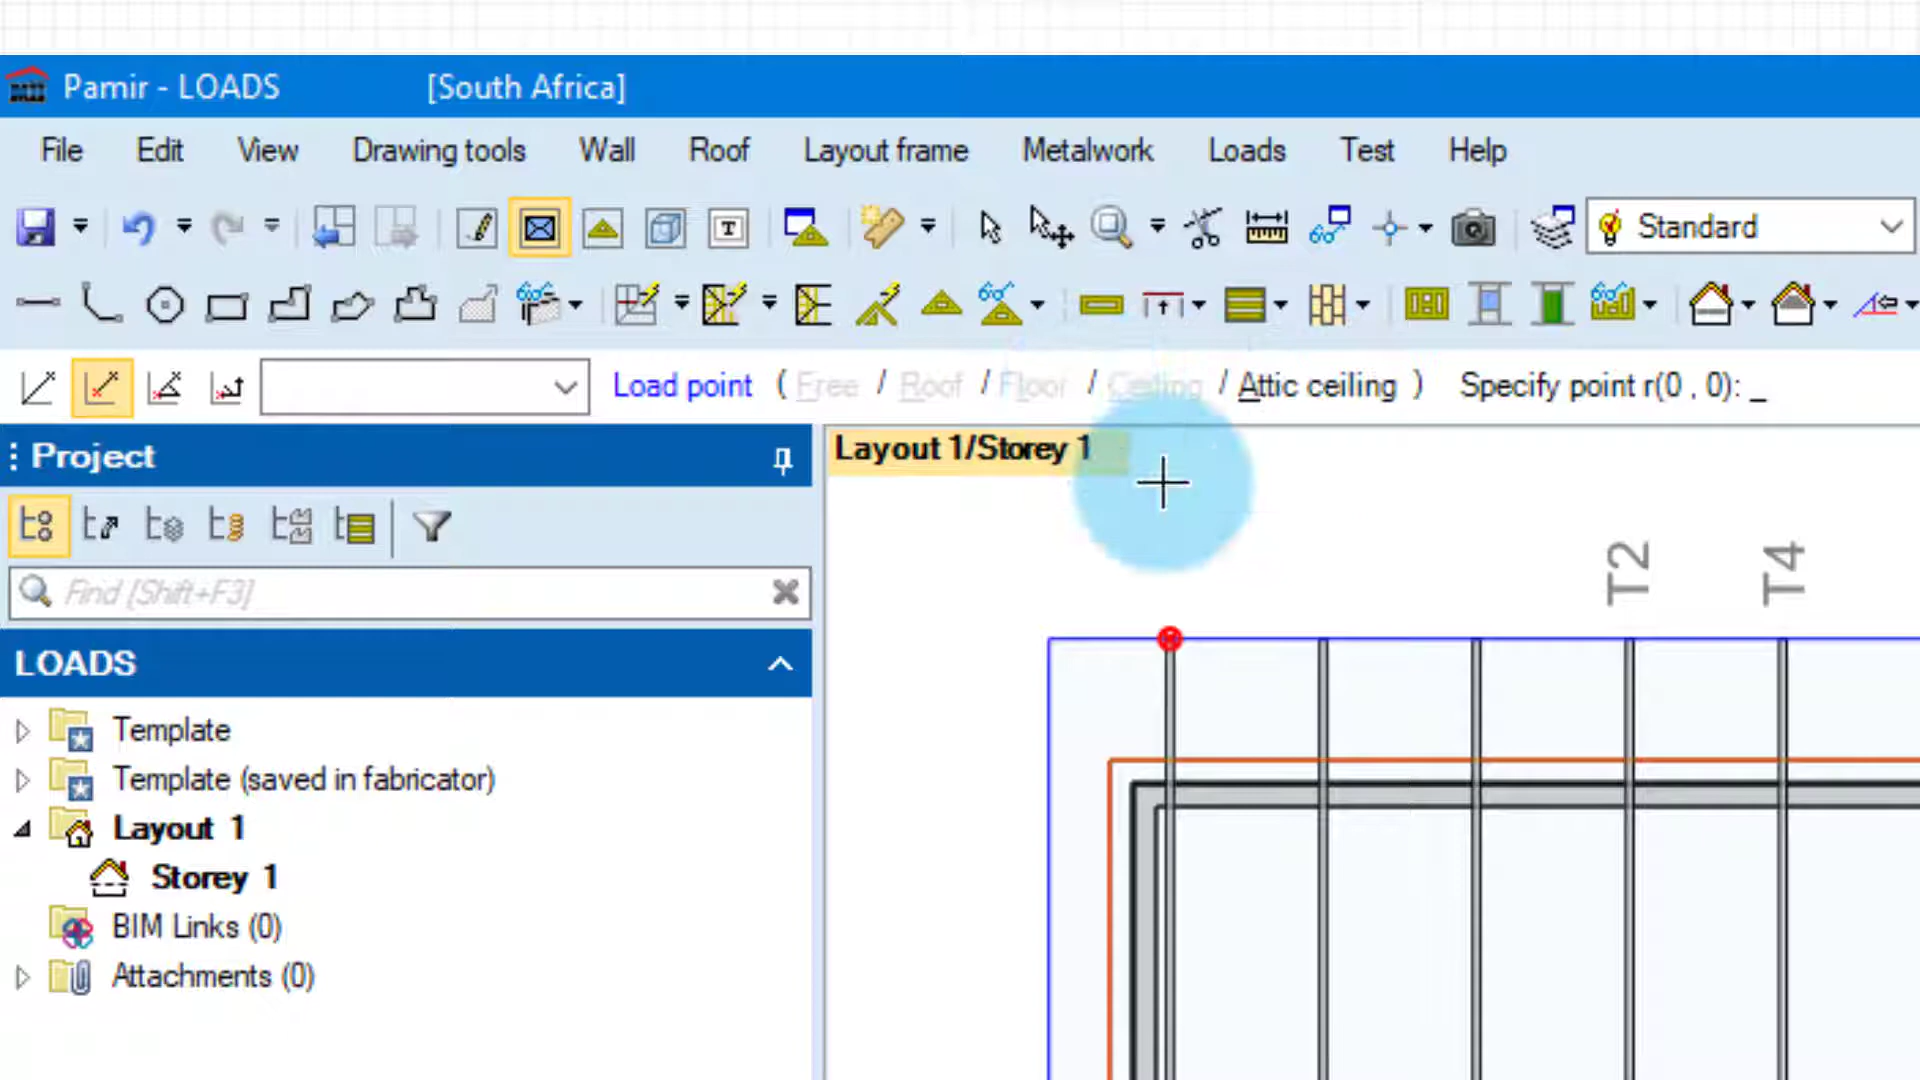 Pamir - LOADS [South Africa]
File Edit View Drawing tools Wall Roof Layout frame Metalwork Loads Test Help
T Standard
Load point ( Free / Roof / Floor / Ceiling / Attic ceiling ) Specify point r(0 , 0): _
Project
Layout 1/Storey 1
Find [Shift+F3]
T2 T4
LOADS
Template
Template (saved in fabricator)
Layout 1
Storey 1
BIM Links (0)
Attachments (0)